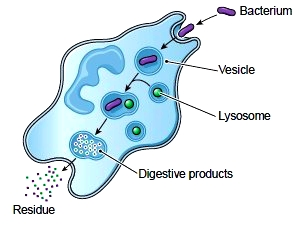 Bacterium
Vesicle
Lysosome
Digestive products
Residue